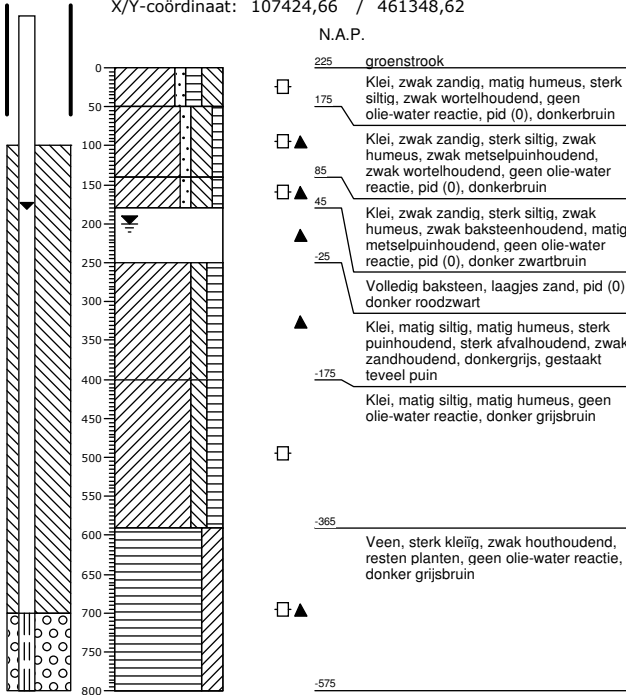 X/Y-coördinaat: 107424,66 / 461348,62
N.A.P.
225 groenstrook
0
Klei, zwak zandig, matig humeus, sterk
siltig, zwak wortelhoudend, geen
olie-water reactie, pid (0), donkerbruin
50
175
Klei, zwak zandig, sterk siltig, zwak
humeus, zwak metselpuinhoudend,
zwak wortelhoudend, geen olie-water
reactie, pid (0), donkerbruin
100
150
85
45
Klei, zwak zandig, sterk siltig, zwak
humeus, zwak baksteenhoudend, matig
metselpuinhoudend, geen olie-water
reactie, pid (0), donker zwartbruin
200
250
-25
Volledig baksteen, laagjes zand, pid (0)
donker roodzwart
300
Klei, matig siltig, matig humeus, sterk
puinhoudend, sterk afvalhoudend, zwak
zandhoudend, donkergrijs, gestaakt
teveel puin
350
400
-175
Klei, matig siltig, matig humeus, geen
olie-water reactie, donker grijsbruin
450
500
550
600
-365
Veen, sterk kleiïg, zwak houthoudend,
resten planten, geen olie-water reactie,
donker grijsbruin
650
700
750
800
-575